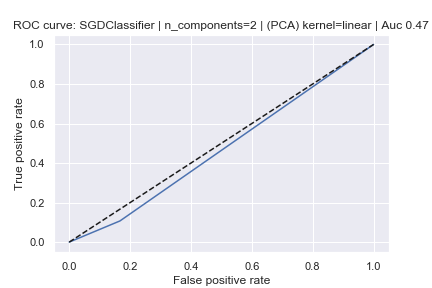 ROC curve: SGDClassifier | n_components=2 | (PCA) kernel=linear | Auc 0.47
1.0
0.8
0.6
0.4
0.2
0.0
True positive rate
0.0 0.2 0.4 0.6 0.8 1.0
False positive rate